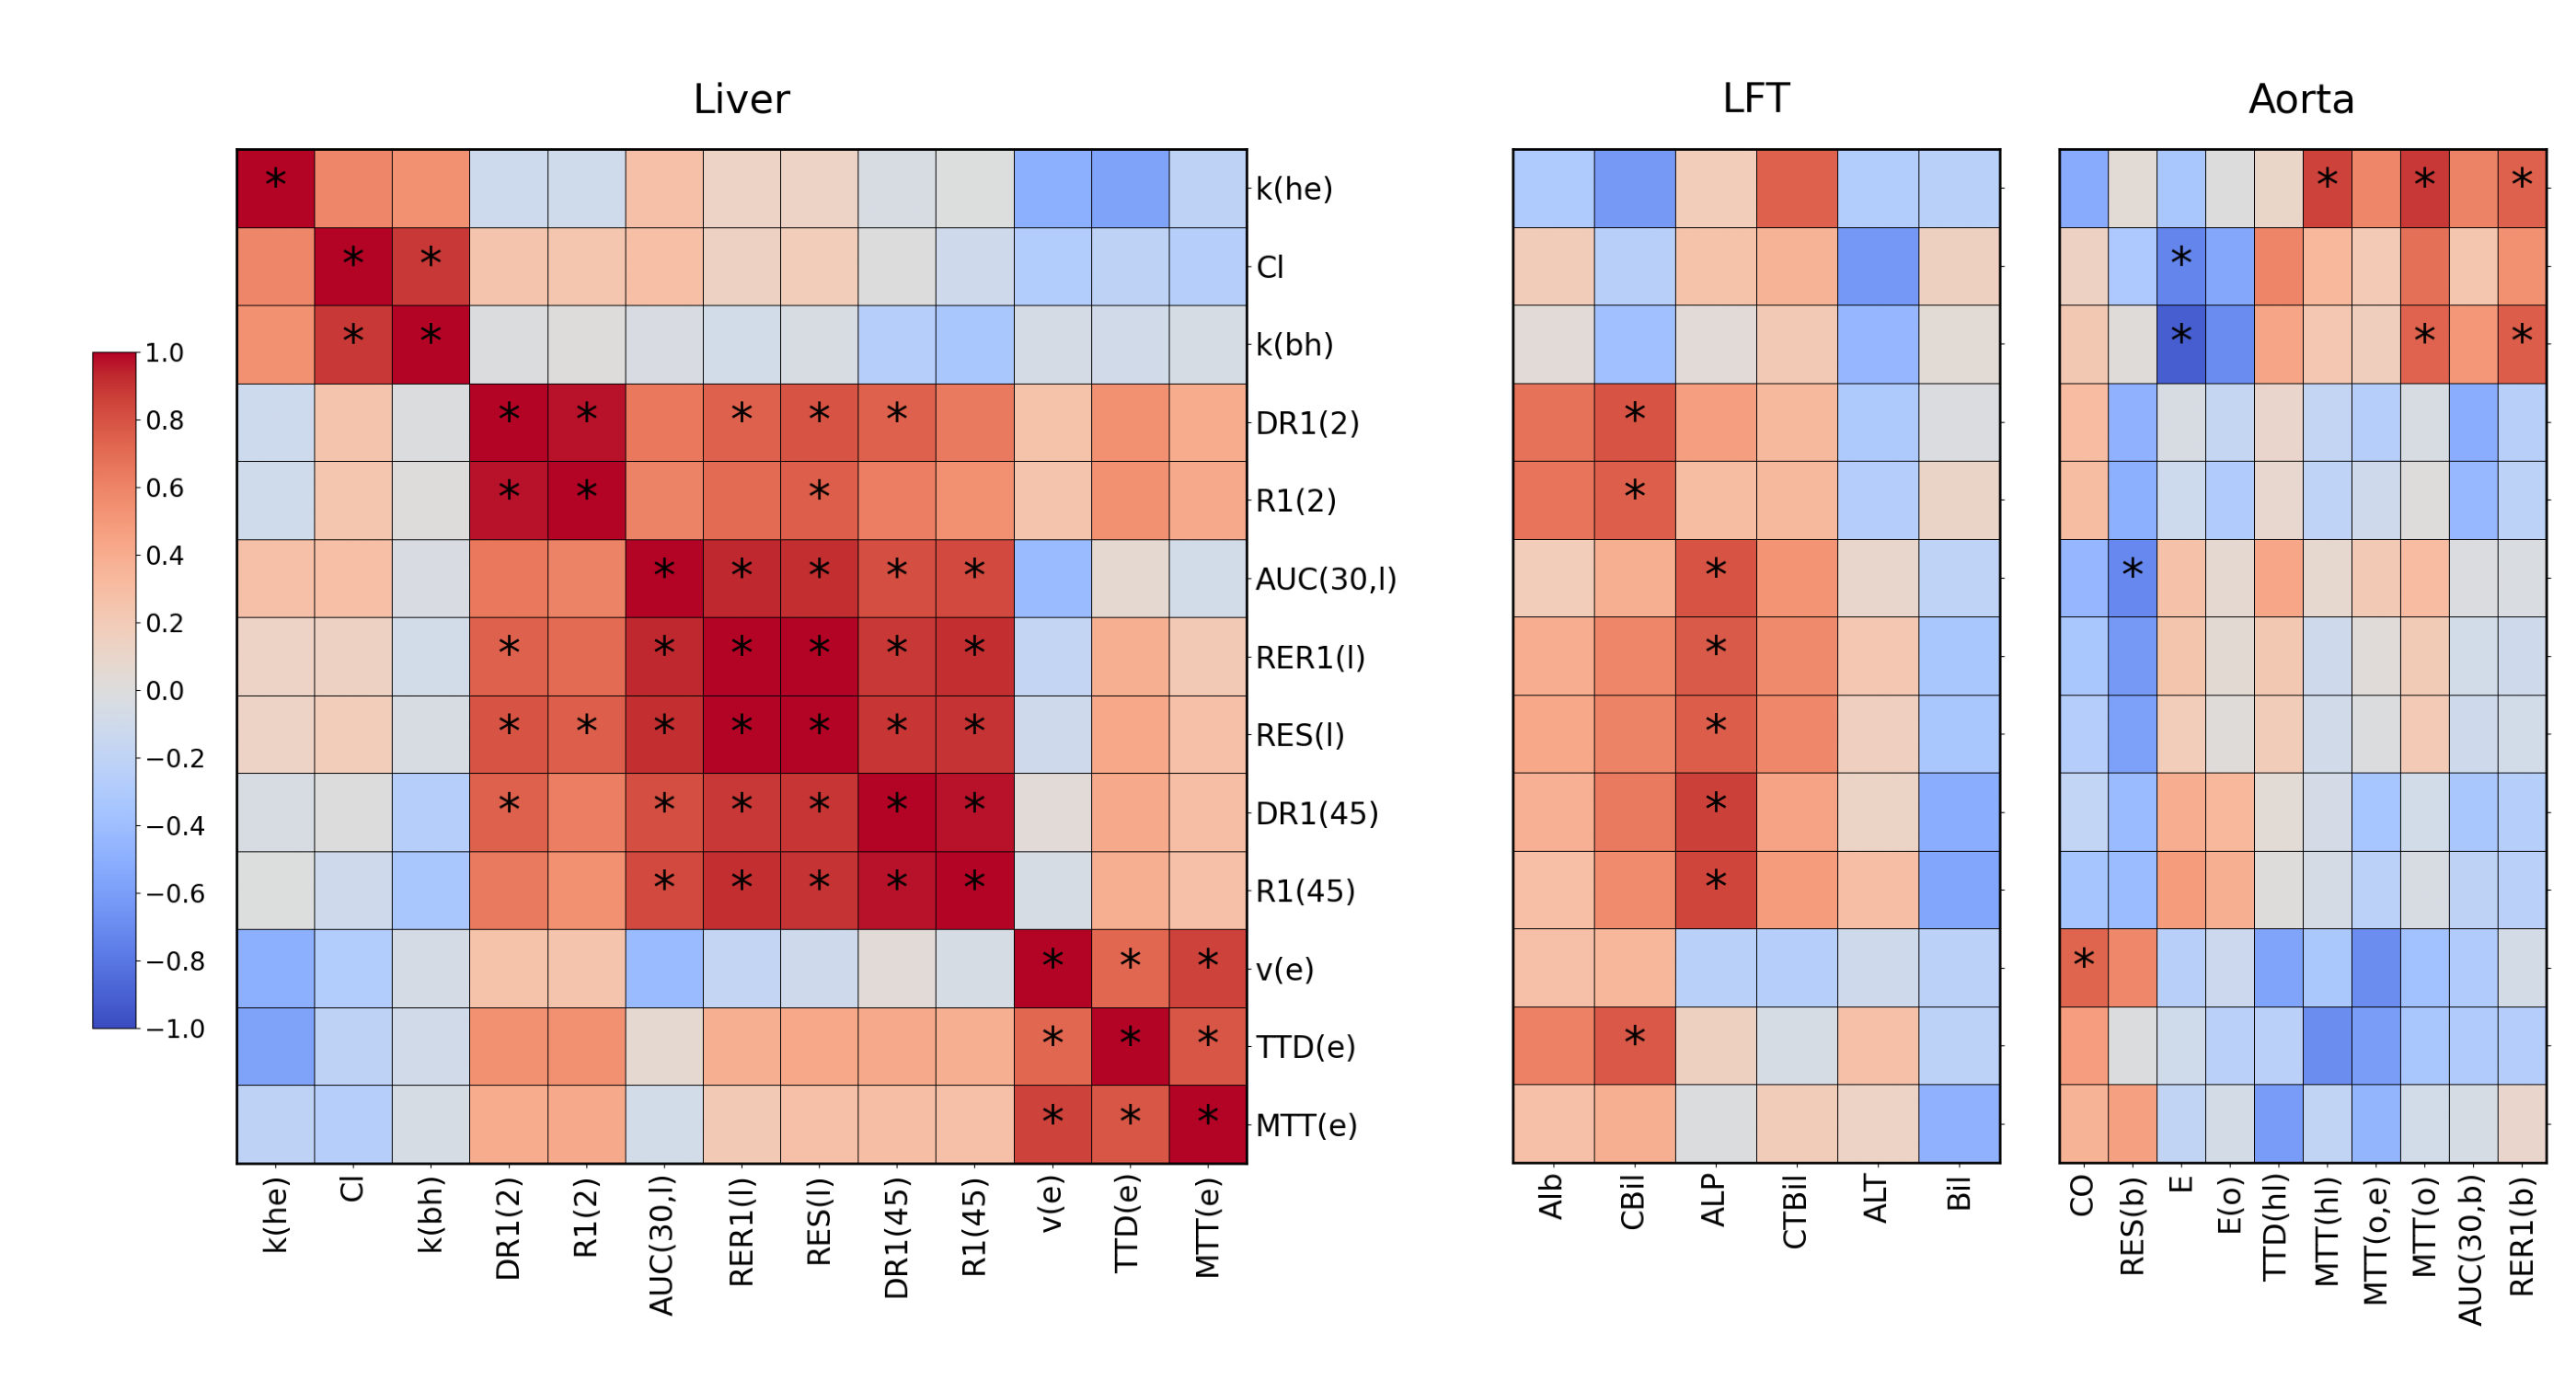 Liver
LFT
Aorta
* * * * k(he)
* * Cl *
* * k(bh) * * *
* * * * * DR1(2) *
* * * R1(2) *
* * * * * AUC(30,l) * *
* * * * * * RER1(l) *
* * * * * * * RES(l) *
* * * * * * DR1(45) *
* * * * * R1(45) *
* * * v(e) *
* * * TTD(e) *
* * * MTT(e)
1.0
0.8
0.6
0.4
0.2
0.0
−0.2
−0.4
−0.6
−0.8
−1.0
k(he)
Cl
k(bh)
DR1(2)
R1(2)
AUC(30,l)
RER1(l)
RES(l)
DR1(45)
R1(45)
v(e)
TTD(e)
MTT(e)
Alb
CBil
ALP
CTBil
ALT
Bil
CO
RES(b)
E
E(o)
TTD(hl)
MTT(hl)
MTT(o,e)
MTT(o)
AUC(30,b)
RER1(b)